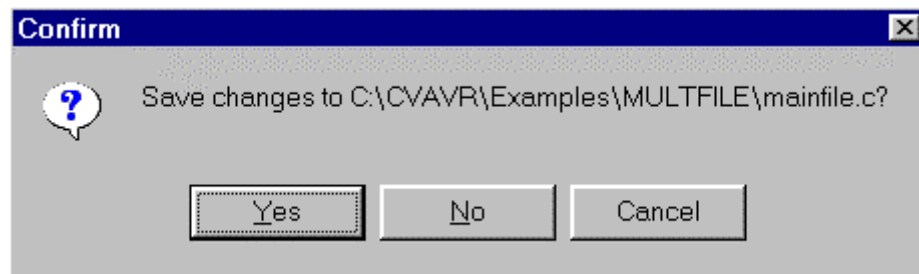 Confirm
Save changes to C:\CVAVR\Examples\MULTFILE\mainfile.c?
Yes No Cancel